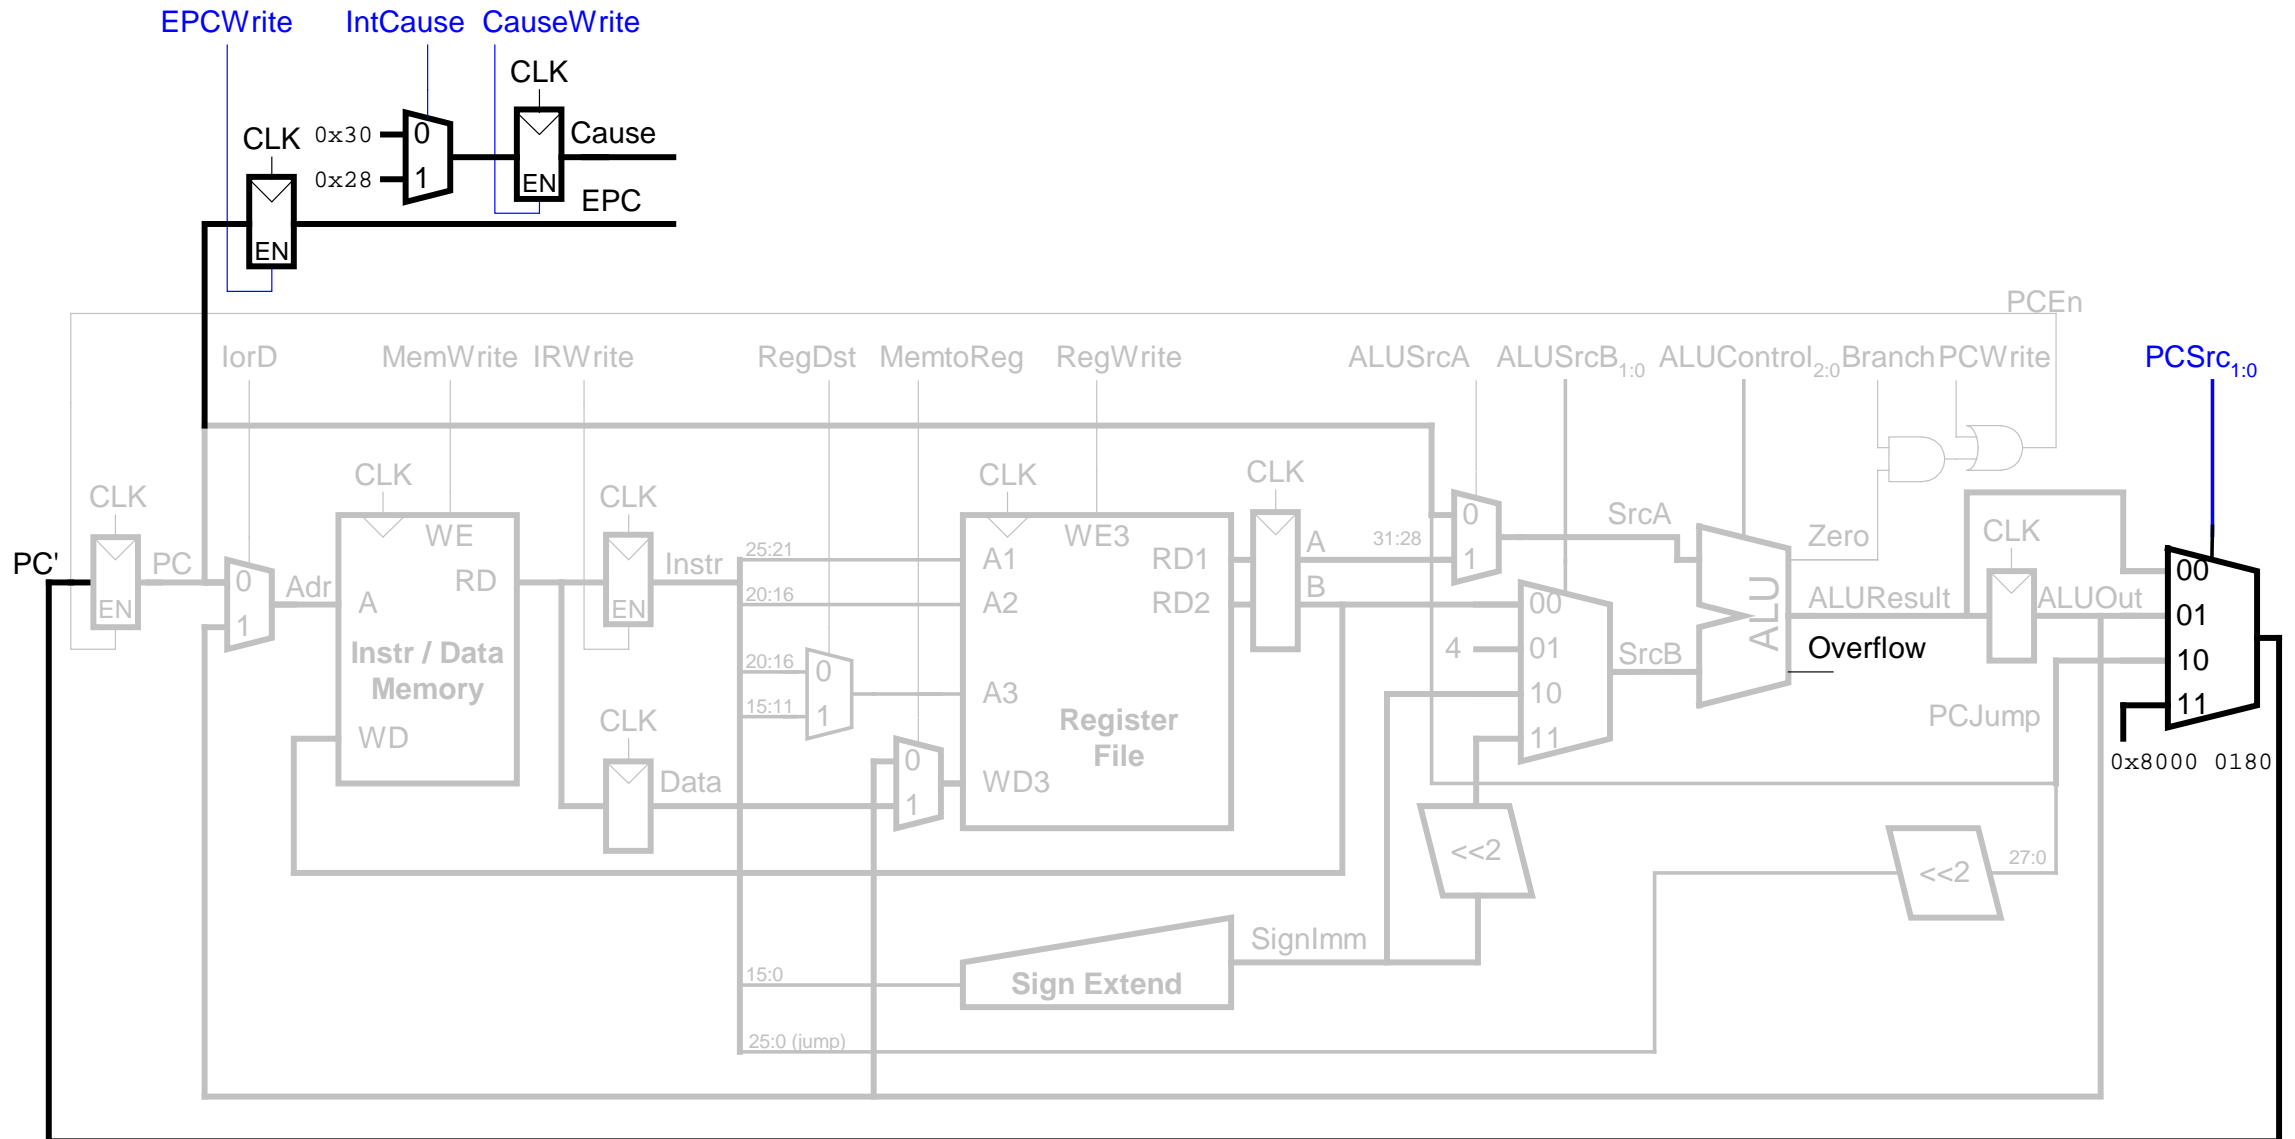 EPCWrite IntCause CauseWrite
CLK
CLK 0x30 0 Cause
0x28 1 EN EPC
EN
PCEn
IorD MemWrite IRWrite RegDst MemtoReg RegWrite ALUSrcA ALUSrcB1:0 ALUControl2:0 Branch PCWrite PCSrc1:0
CLK CLK CLK
CLK CLK
WE 25:21 A1 WE3 RD1 A 31:28 0 SrcA Zero CLK
PC' PC 0 Adr A RD Instr 1 00
EN 1 EN 20:16 A2 RD2 B 00 ALUResult ALUOut 01
Instr / Data
Memory
20:16 0 4 01 SrcB ALU Overflow 10
15:11 1 A3 10 11
CLK Register
File
PCJump
WD 11
Data 0 0x8000 0180
1 WD3
<<2 <<2 27:0
SignImm
15:0 Sign Extend
25:0 (jump)